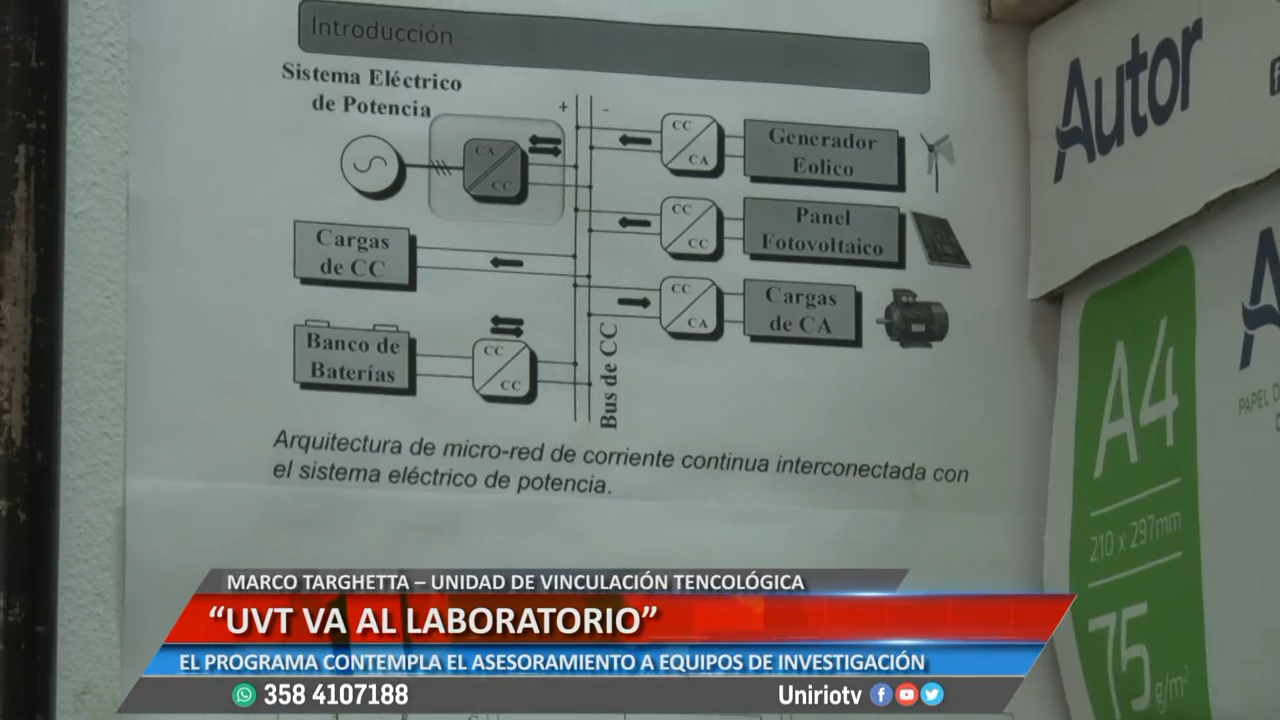 Introducción
Sistema Eléctrico
de Potencia
+ -
CA
CC
CC
CA
Generador
Eolico
CC
CC
Panel
Fotovoltaico
Cargas
de CC
CC
CA
Cargas
de CA
Banco de
Baterías
CC
CC
Bus de CC
Arquitectura de micro-red de corriente continua interconectada con
el sistema eléctrico de potencia.
Autor
A4
210 x 297mm
75
g/m²
PAPEL
MARCO TARGHETTA – UNIDAD DE VINCULACIÓN TENCOLÓGICA
“UVT VA AL LABORATORIO”
EL PROGRAMA CONTEMPLA EL ASESORAMIENTO A EQUIPOS DE INVESTIGACIÓN
358 4107188
Uniriotv